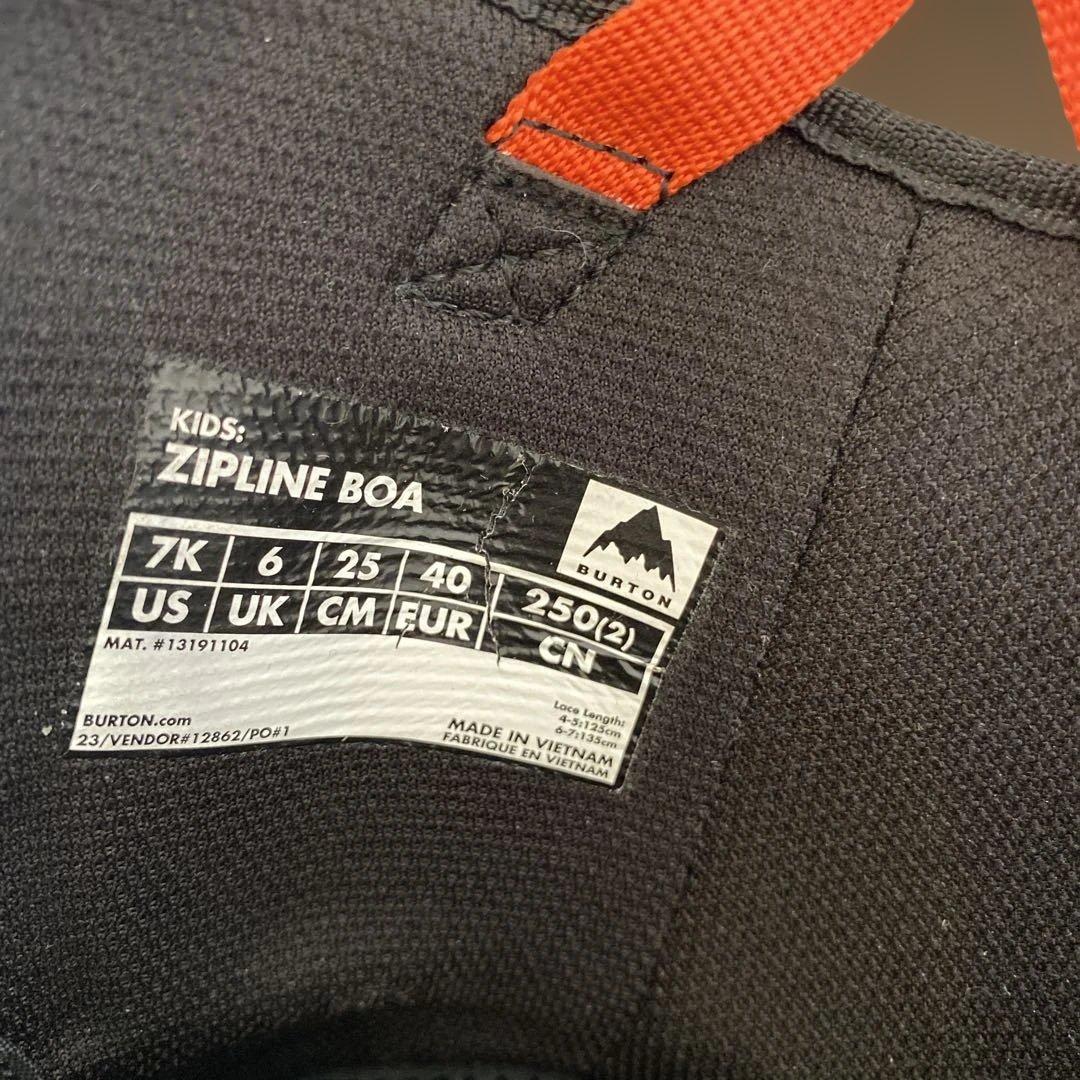 KIDS:
ZIPLINE BOA
BURTON
7K 6 25 40 250(2)
US UK CM EUR CN
MAT. #13191104
Lace Length:
4-5:125cm
6-7:135cm
BURTON.com
23/VENDOR#12862/PO#1
MADE IN VIETNAM
FABRIQUE EN VIETNAM